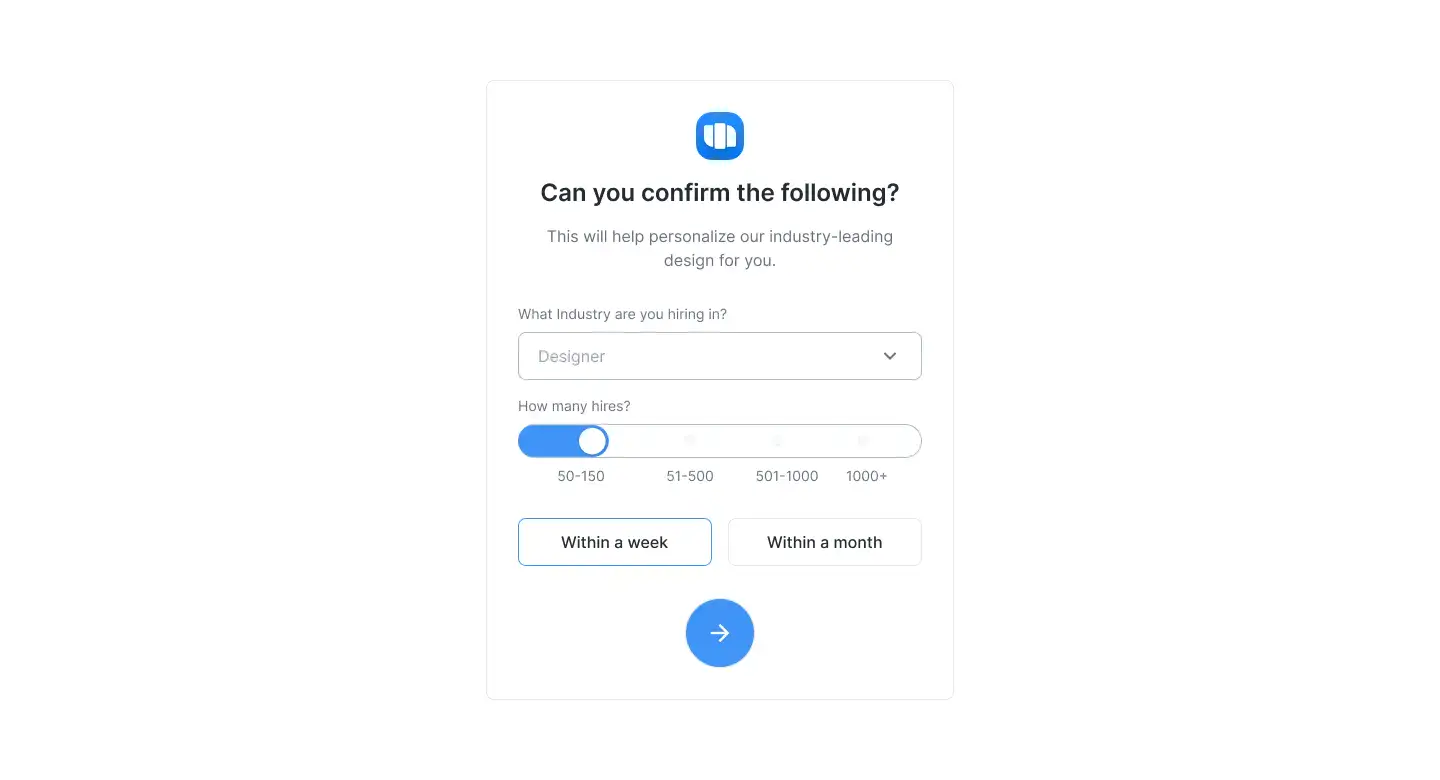 Can you confirm the following?
This will help personalize our industry-leading
design for you.
What Industry are you hiring in?
Designer
How many hires?
50-150 51-500 501-1000 1000+
Within a week Within a month